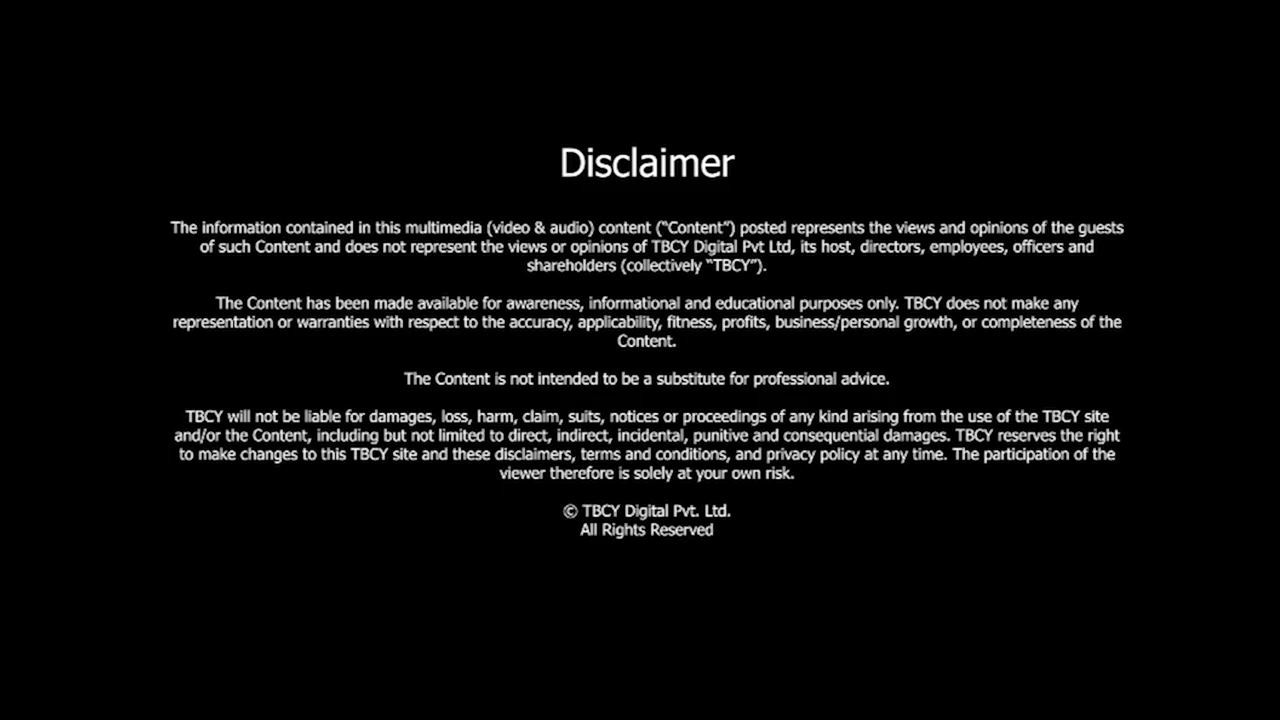 Disclaimer
The information contained in this multimedia (video & audio) content (“Content”) posted represents the views and opinions of the guests
of such Content and does not represent the views or opinions of TBCY Digital Pvt Ltd, its host, directors, employees, officers and
shareholders (collectively “TBCY”).
The Content has been made available for awareness, informational and educational purposes only. TBCY does not make any
representation or warranties with respect to the accuracy, applicability, fitness, profits, business/personal growth, or completeness of the
Content.
The Content is not intended to be a substitute for professional advice.
TBCY will not be liable for damages, loss, harm, claim, suits, notices or proceedings of any kind arising from the use of the TBCY site
and/or the Content, including but not limited to direct, indirect, incidental, punitive and consequential damages. TBCY reserves the right
to make changes to this TBCY site and these disclaimers, terms and conditions, and privacy policy at any time. The participation of the
viewer therefore is solely at your own risk.
© TBCY Digital Pvt. Ltd.
All Rights Reserved